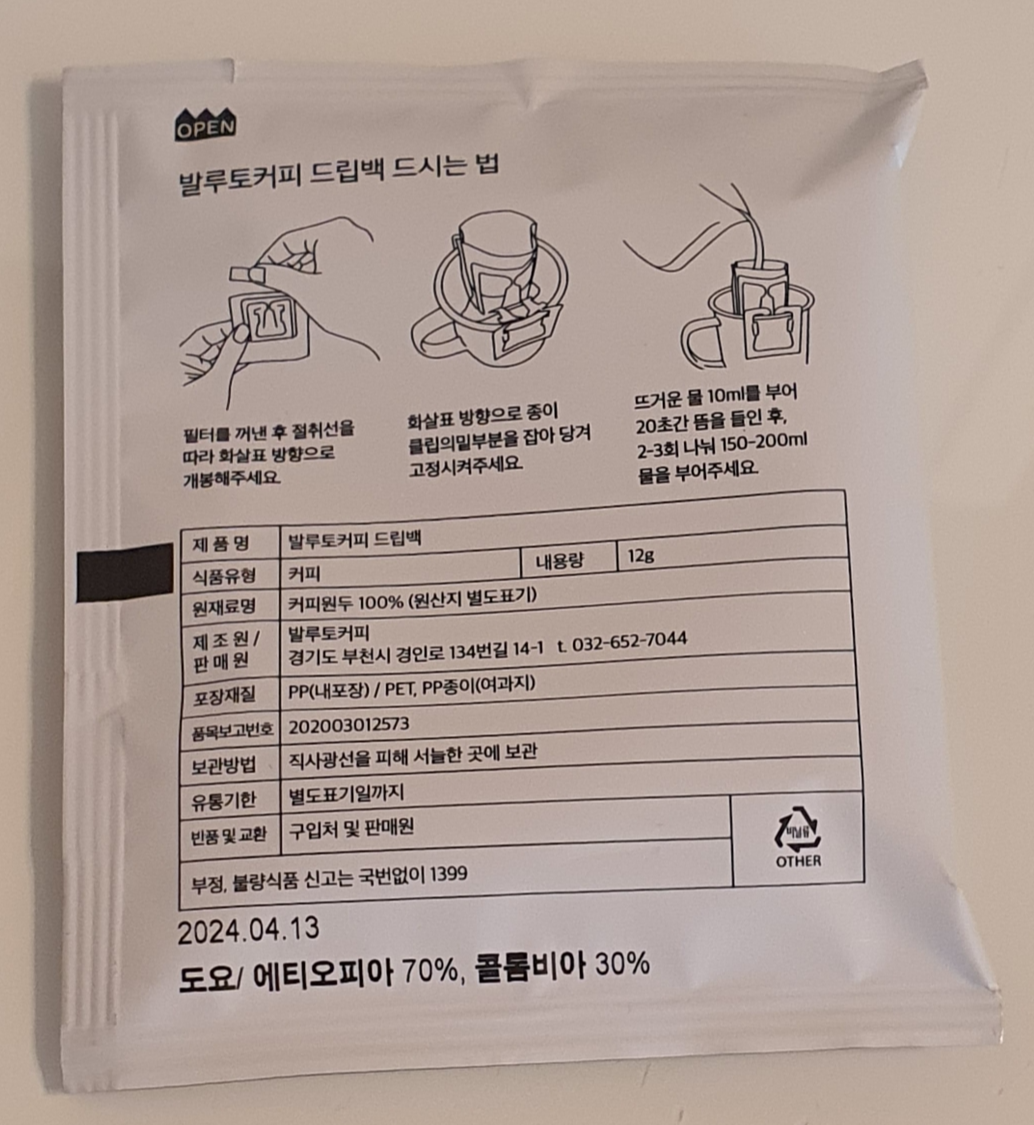 OPEN
발루토커피 드립백 드시는 법
필터를 꺼낸 후 절취선을
따라 화살표 방향으로
개봉해주세요.
화살표 방향으로 종이
클립의밑부분을 잡아 당겨
고정시켜주세요.
뜨거운 물 10ml를 부어
20초간 뜸을 들인 후,
2-3회 나눠 150-200ml
물을 부어주세요.
제 품 명 발루토커피 드립백
식품유형 커피 내용량 12g
원재료명 커피원두 100% (원산지 별도표기)
제 조 원 /
판 매 원
발루토커피
경기도 부천시 경인로 134번길 14-1 t. 032-652-7044
포장재질 PP(내포장) / PET, PP종이(여과지)
품목보고번호 202003012573
보관방법 직사광선을 피해 서늘한 곳에 보관
유통기한 별도표기일까지
빈품 및 교환 구입처 및 판매원
부정, 불량식품 신고는 국번없이 1399
비닐류
OTHER
2024.04.13
도요/ 에티오피아 70%, 콜롬비아 30%